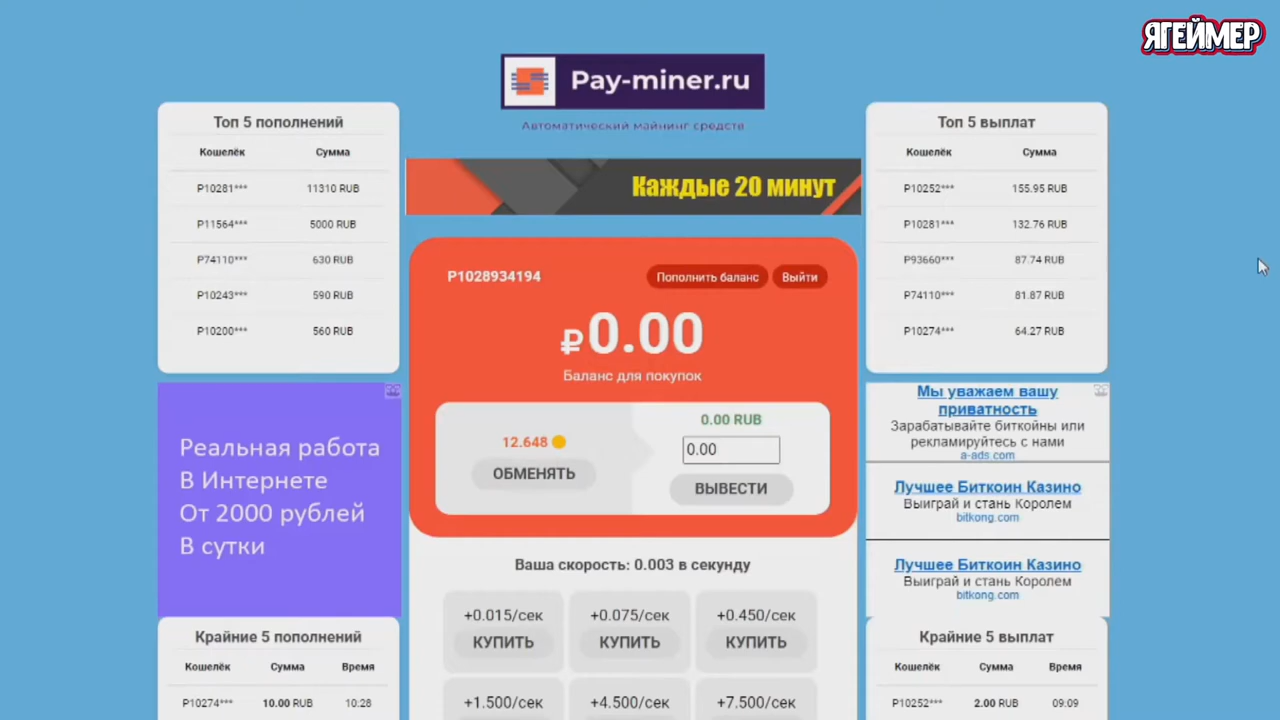 ЯГЕЙМЕР
Pay-miner.ru
Автоматический майнинг средств
Топ 5 пополнений
Кошелёк Сумма
P10281*** 11310 RUB
P11564*** 5000 RUB
P74110*** 630 RUB
P10243*** 590 RUB
P10200*** 560 RUB
Каждые 20 минут
Топ 5 выплат
Кошелёк Сумма
P10252*** 155.95 RUB
P10281*** 132.76 RUB
P93660*** 87.74 RUB
P74110*** 81.87 RUB
P10274*** 64.27 RUB
P1028934194 Пополнить баланс Выйти
₽0.00
Баланс для покупок
12.648
ОБМЕНЯТЬ
0.00 RUB
0.00
ВЫВЕСТИ
Реальная работа
В Интернете
От 2000 рублей
В сутки
Мы уважаем вашу
приватность
Зарабатывайте биткойны или
рекламируйтесь с нами
a-ads.com
Лучшее Биткоин Казино
Выиграй и стань Королем
bitkong.com
Лучшее Биткоин Казино
Выиграй и стань Королем
bitkong.com
Ваша скорость: 0.003 в секунду
+0.015/сек +0.075/сек +0.450/сек
КУПИТЬ КУПИТЬ КУПИТЬ
+1.500/сек +4.500/сек +7.500/сек
Крайние 5 пополнений
Кошелёк Сумма Время
P10274*** 10.00 RUB 10:28
Крайние 5 выплат
Кошелёк Сумма Время
P10252*** 2.00 RUB 09:09